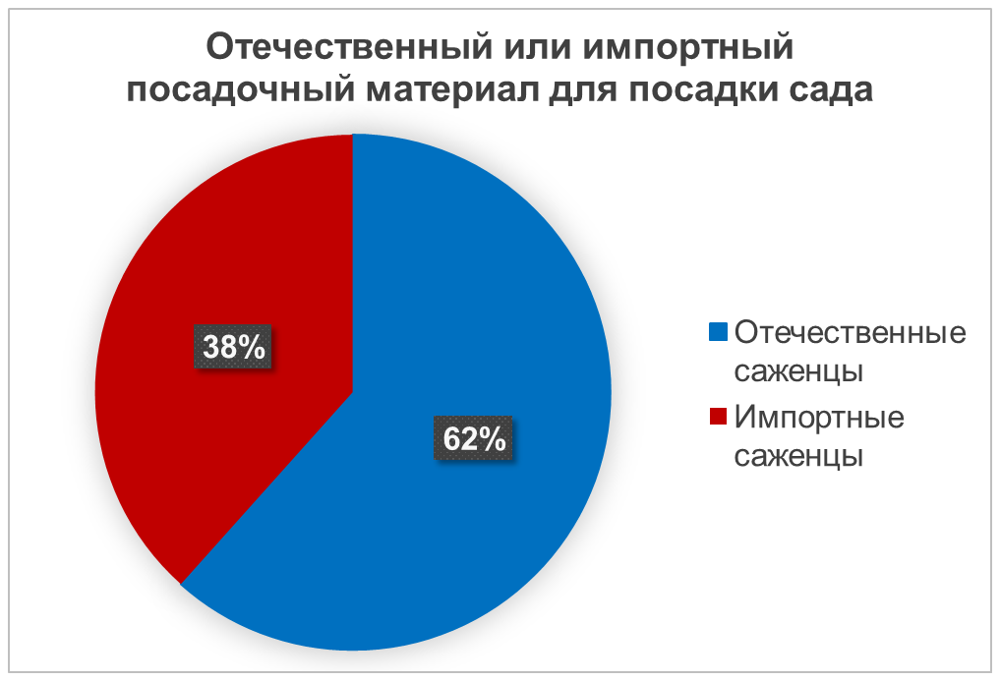 Отечественный или импортный
посадочный материал для посадки сада
38%
62%
Отечественные
саженцы
Импортные
саженцы